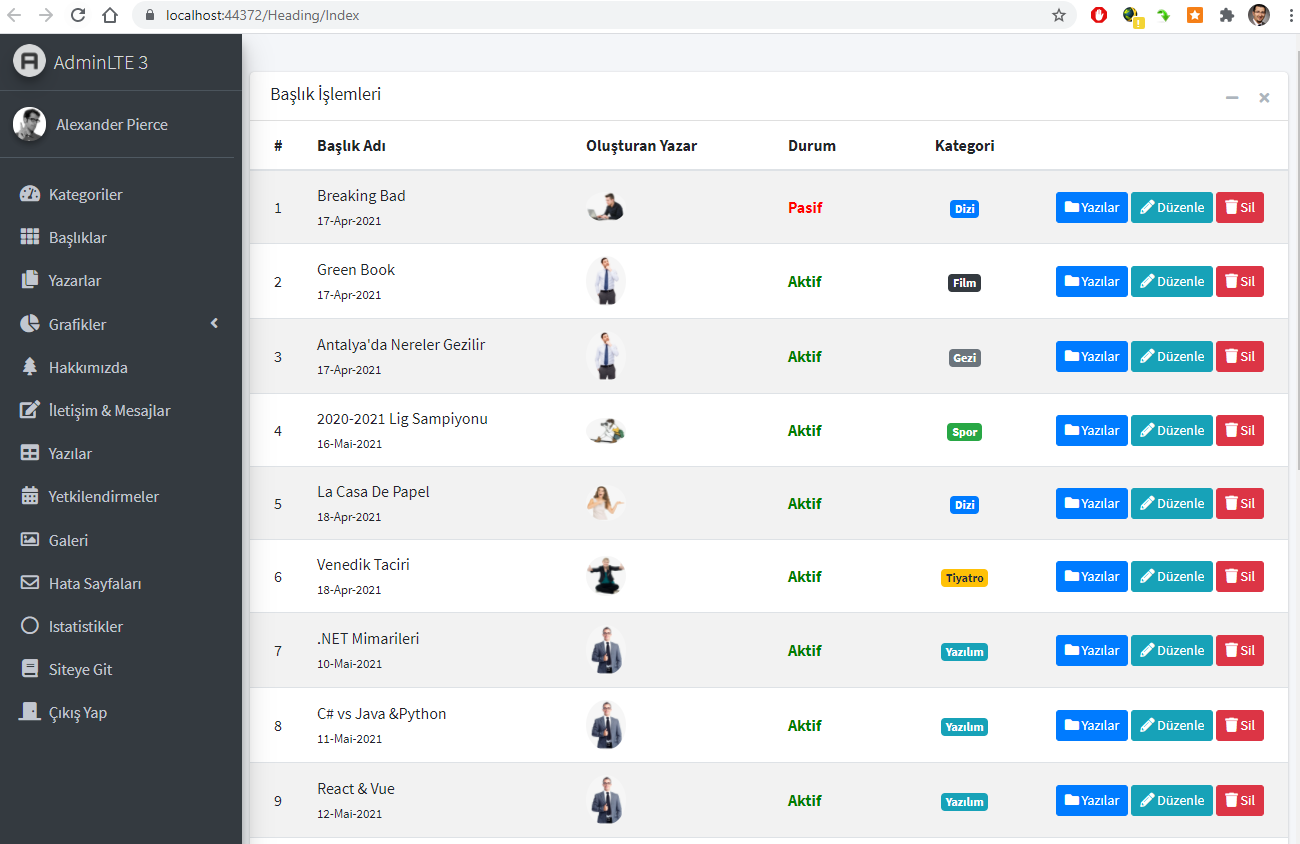 localhost:44372/Heading/Index
AdminLTE 3
Alexander Pierce
Kategoriler
Başlıklar
Yazarlar
Grafikler
Hakkımızda
İletişim & Mesajlar
Yazılar
Yetkilendirmeler
Galeri
Hata Sayfaları
Istatistikler
Siteye Git
Çıkış Yap
Başlık İşlemleri
# Başlık Adı Oluşturan Yazar Durum Kategori
1 Breaking Bad Pasif Dizi Yazılar Düzenle Sil
17-Apr-2021
2 Green Book Aktif Film Yazılar Düzenle Sil
17-Apr-2021
3 Antalya'da Nereler Gezilir Aktif Gezi Yazılar Düzenle Sil
17-Apr-2021
4 2020-2021 Lig Sampiyonu Aktif Spor Yazılar Düzenle Sil
16-Mai-2021
5 La Casa De Papel Aktif Dizi Yazılar Düzenle Sil
18-Apr-2021
6 Venedik Taciri Aktif Tiyatro Yazılar Düzenle Sil
18-Apr-2021
7 .NET Mimarileri Aktif Yazılım Yazılar Düzenle Sil
10-Mai-2021
8 C# vs Java &Python Aktif Yazılım Yazılar Düzenle Sil
11-Mai-2021
9 React & Vue Aktif Yazılım Yazılar Düzenle Sil
12-Mai-2021